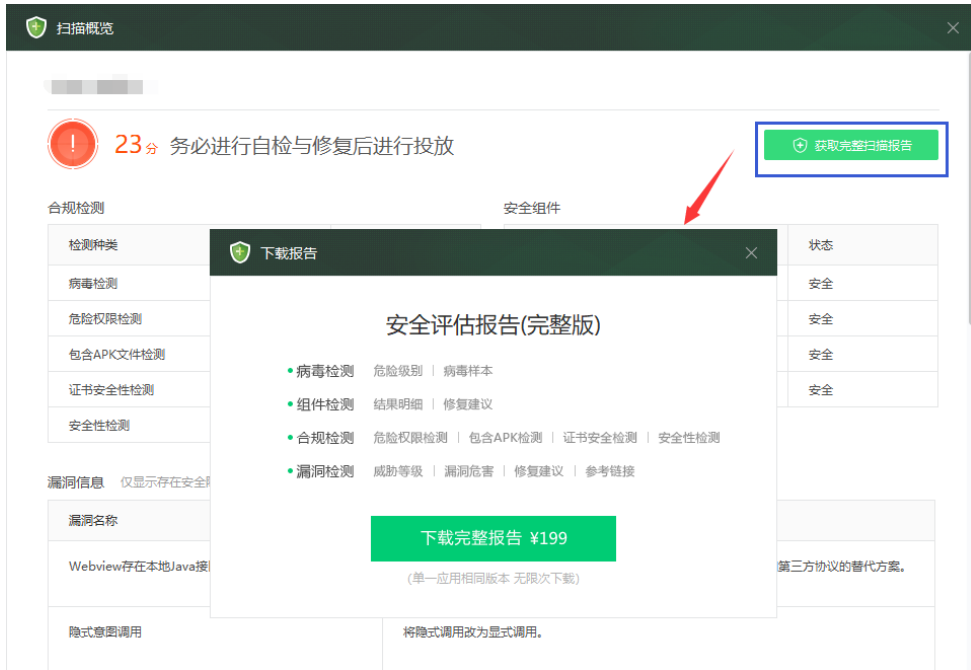 扫描概览
23分 务必进行自检与修复后进行投放
获取完整扫描报告
合规检测
安全组件
检测种类
状态
病毒检测
安全
危险权限检测
安全
包含APK文件检测
安全
证书安全性检测
安全
安全性检测
漏洞信息 仅显示存在安全
漏洞名称
Webview存在本地Java接
第三方协议的替代方案。
隐式意图调用
将隐式调用改为显式调用。
下载报告
安全评估报告(完整版)
•病毒检测 危险级别 | 病毒样本
•组件检测 结果明细 | 修复建议
•合规检测 危险权限检测 | 包含APK检测 | 证书安全检测 | 安全性检测
•漏洞检测 威胁等级 | 漏洞危害 | 修复建议 | 参考链接
下载完整报告 ¥199
(单一应用相同版本 无限次下载)